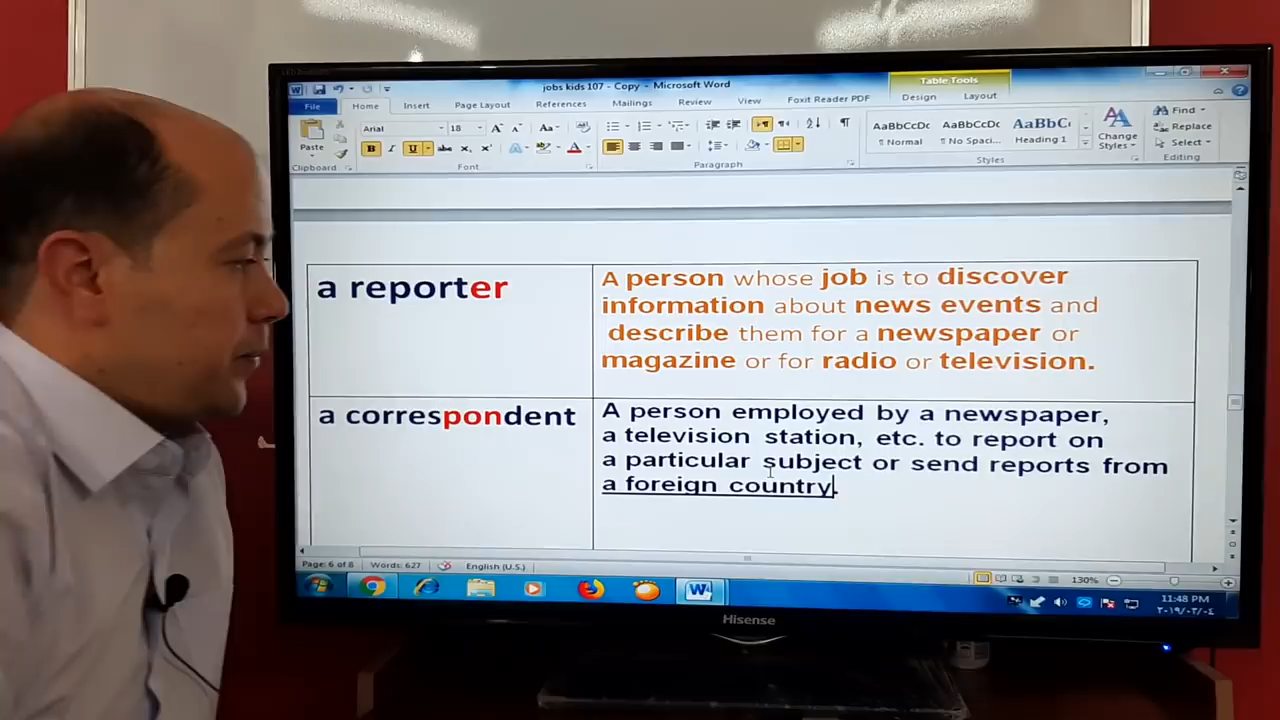 jobs kids 107 - Copy - Microsoft Word
Table Tools
File Home Insert Page Layout References Mailings Review View Foxit Reader PDF Design Layout
Arial 18
Find
Paste
AaBbCcDc AaBbCcDc AaBbC
Replace
¶ Normal ¶ No Spaci... Heading 1
Change Styles
Select
Clipboard Font Paragraph Styles Editing
a reporter
A person whose job is to discover
information about news events and
describe them for a newspaper or
magazine or for radio or television.
a correspondent
A person employed by a newspaper,
a television station, etc. to report on
a particular subject or send reports from
a foreign country.
Page: 6 of 8 Words: 627 English (U.S.) 130%
11:48 PM
٢٠١٩/٠٢/٠٤
Hisense